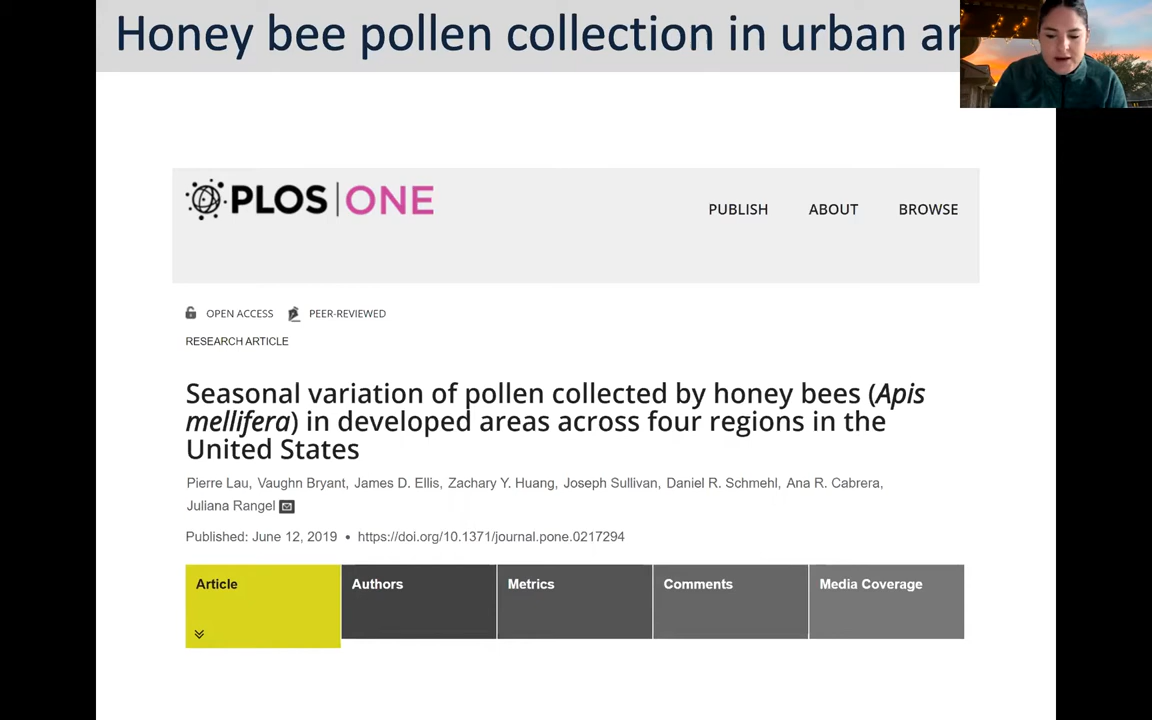 Honey bee pollen collection in urban
PLOS | ONE
PUBLISH ABOUT BROWSE
OPEN ACCESS PEER-REVIEWED
RESEARCH ARTICLE
Seasonal variation of pollen collected by honey bees (Apis
mellifera) in developed areas across four regions in the
United States
Pierre Lau, Vaughn Bryant, James D. Ellis, Zachary Y. Huang, Joseph Sullivan, Daniel R. Schmehl, Ana R. Cabrera,
Juliana Rangel
Published: June 12, 2019 • https://doi.org/10.1371/journal.pone.0217294
Article Authors Metrics Comments Media Coverage